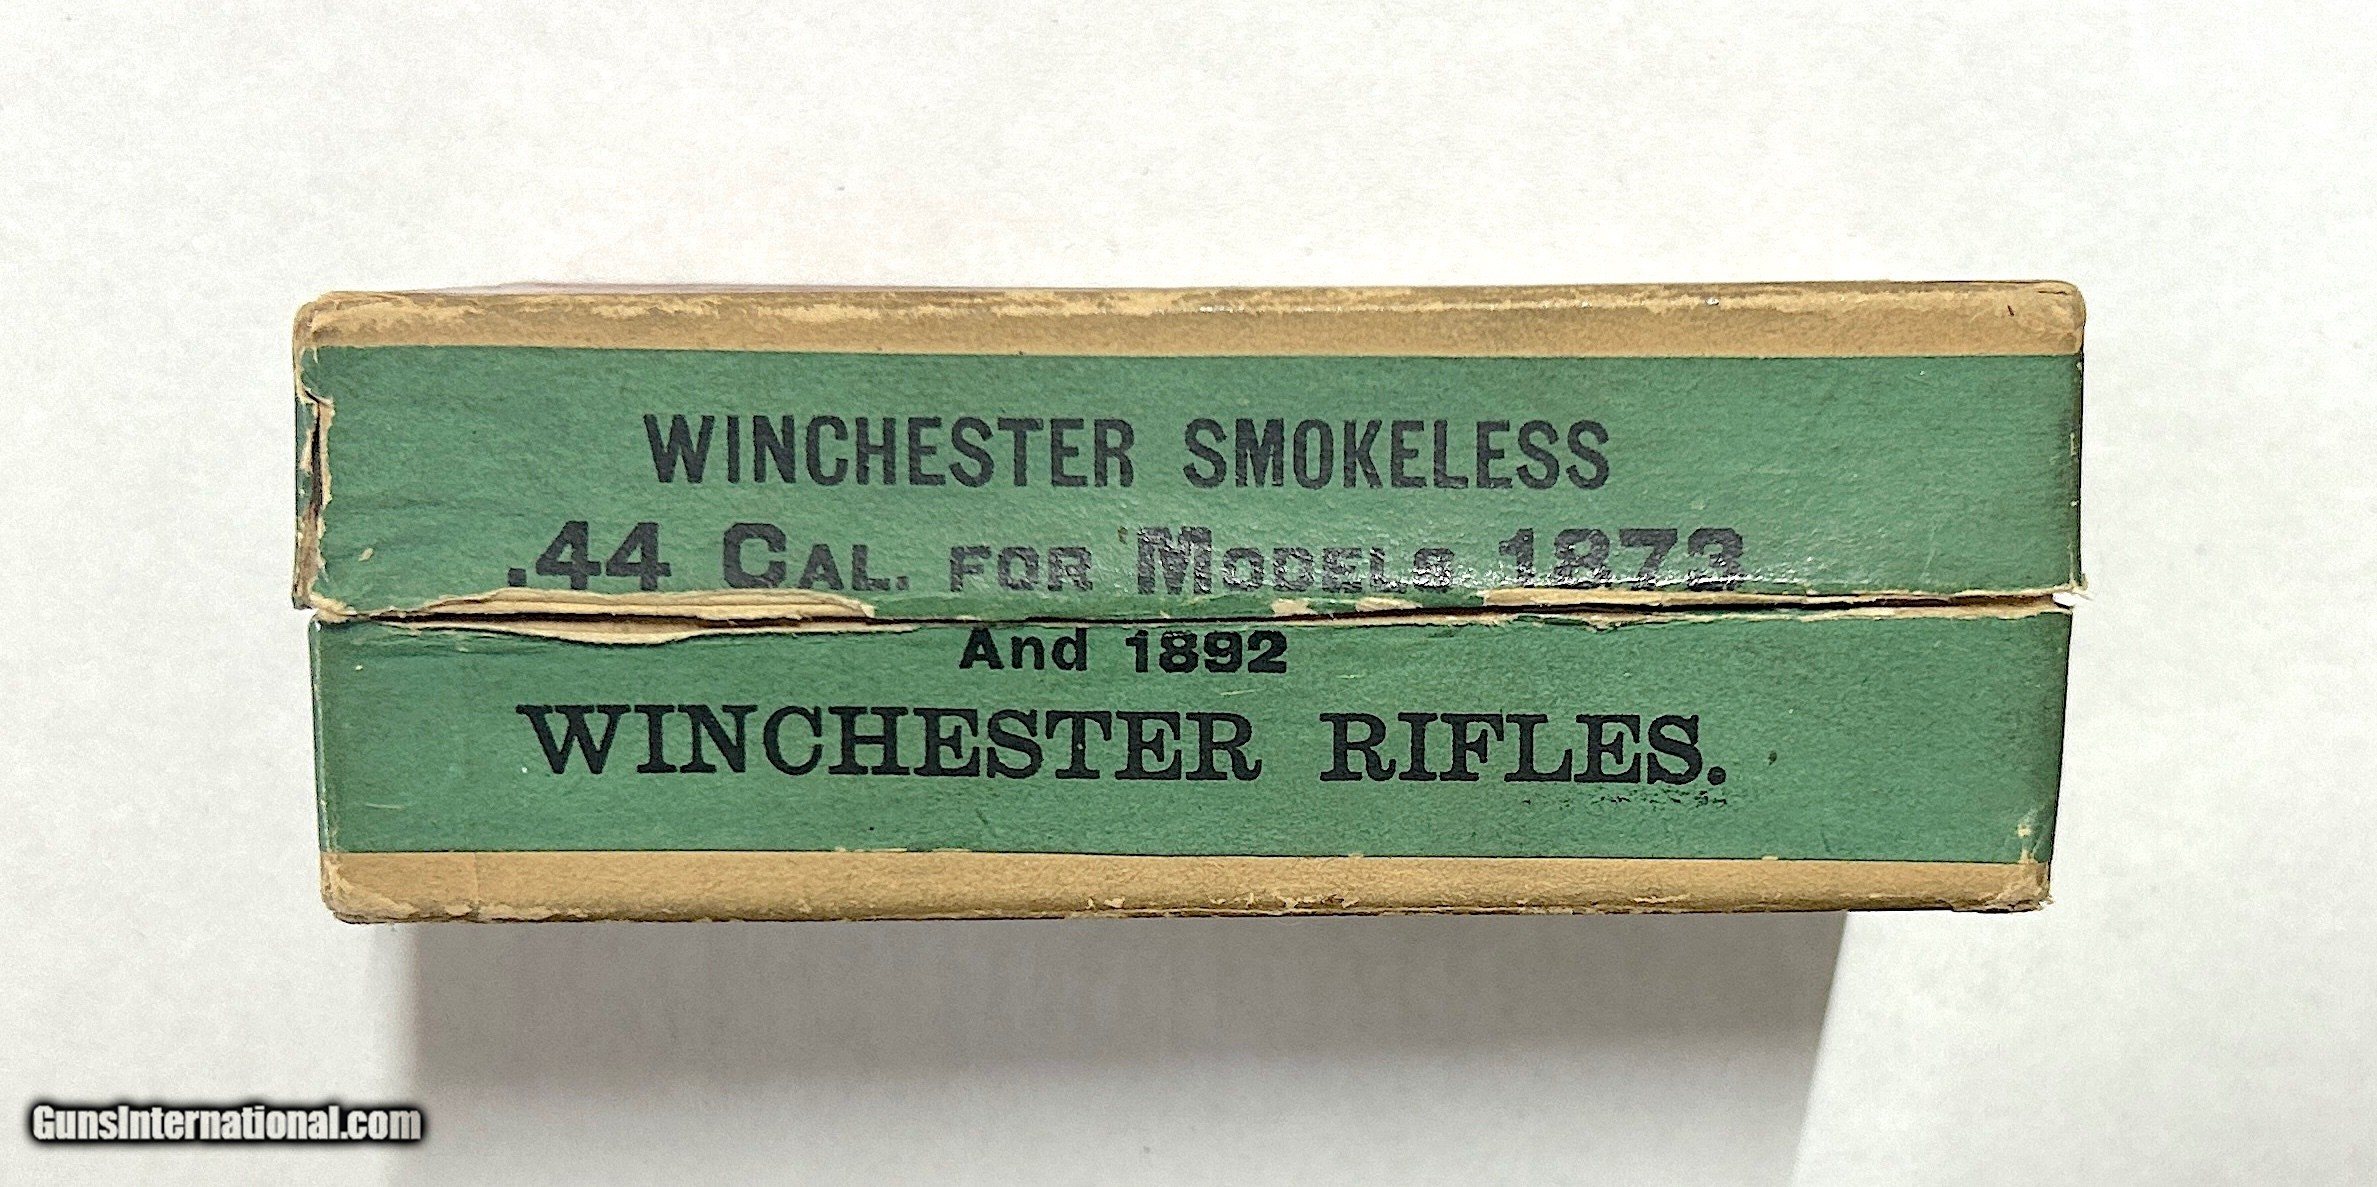 WINCHESTER SMOKELESS
.44 CAL. FOR MODELS 1873
And 1892
WINCHESTER RIFLES.
GunsInternational.com